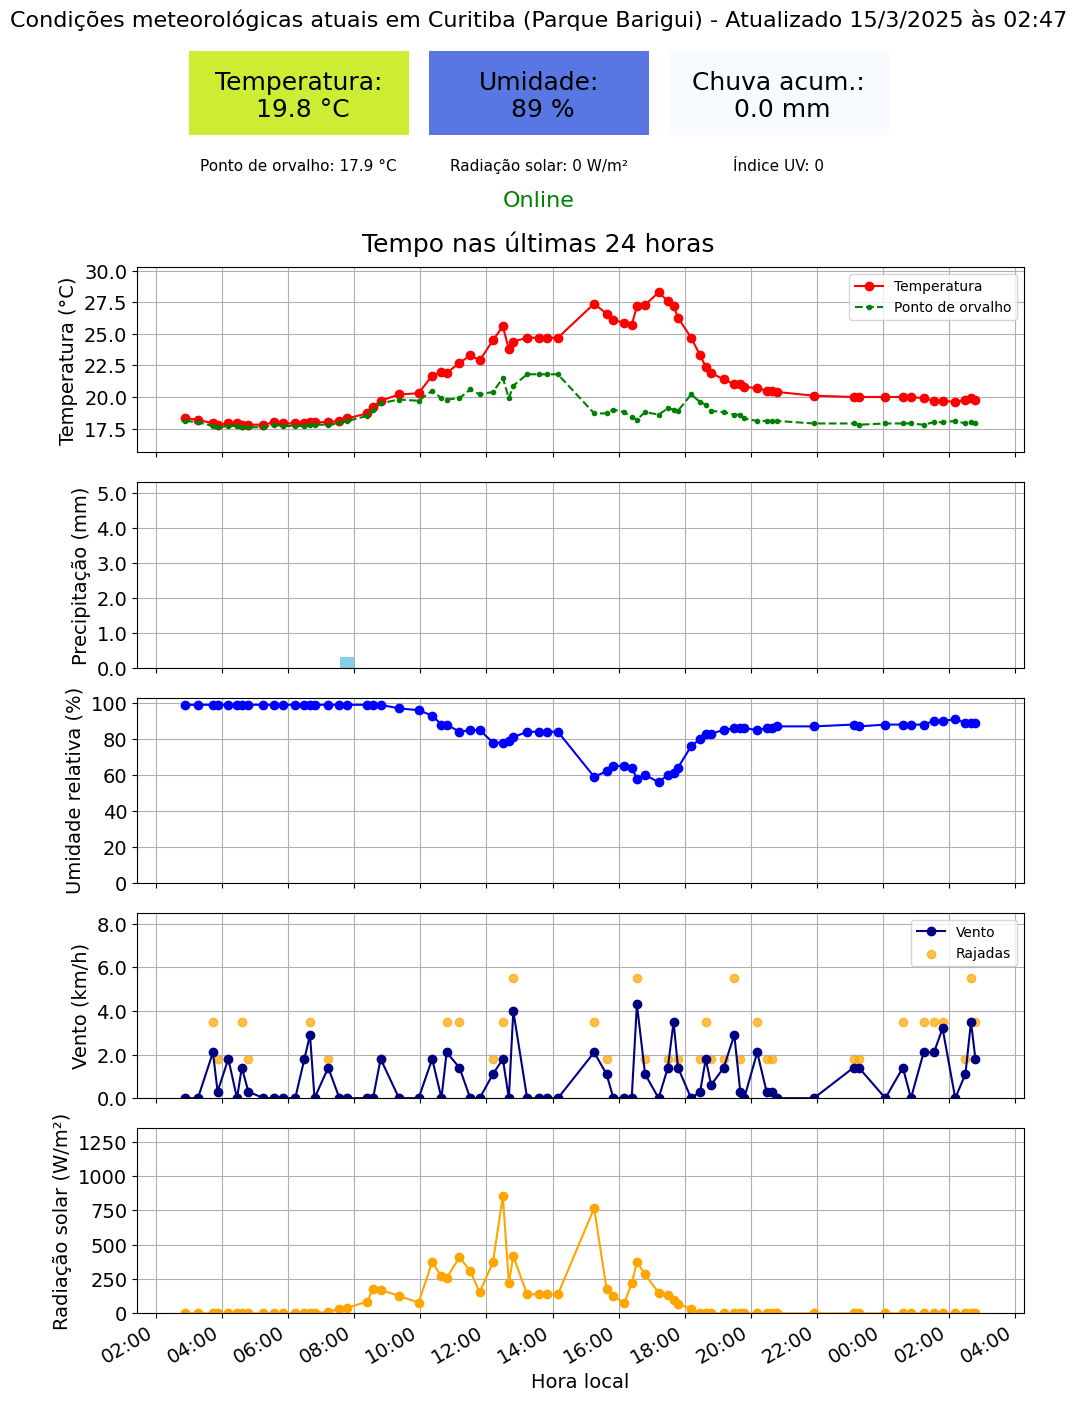 Condições meteorológicas atuais em Curitiba (Parque Barigui) - Atualizado 15/3/2025 às 02:47
Temperatura:
19.8 °C
Umidade:
89 %
Chuva acum.:
0.0 mm
Ponto de orvalho: 17.9 °C
Radiação solar: 0 W/m²
Índice UV: 0
Online
Tempo nas últimas 24 horas
Temperatura (°C)
30.0
27.5
25.0
22.5
20.0
17.5
Temperatura
Ponto de orvalho
Precipitação (mm)
5.0
4.0
3.0
2.0
1.0
0.0
Umidade relativa (%)
100
80
60
40
20
0
Vento (km/h)
8.0
6.0
4.0
2.0
0.0
Vento
Rajadas
Radiação solar (W/m²)
1250
1000
750
500
250
0
02:00 04:00 06:00 08:00 10:00 12:00 14:00 16:00 18:00 20:00 22:00 00:00 02:00 04:00
Hora local